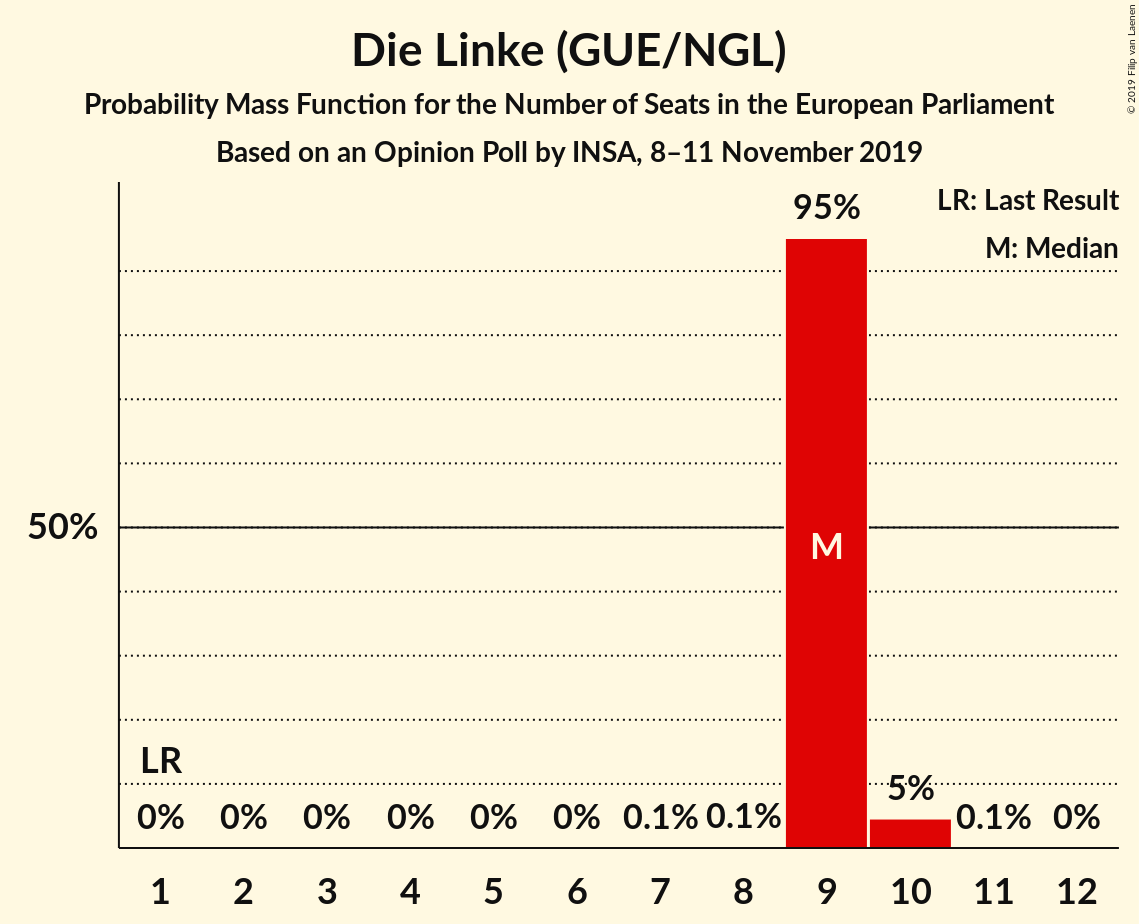 Die Linke (GUE/NGL)
Probability Mass Function for the Number of Seats in the European Parliament
Based on an Opinion Poll by INSA, 8–11 November 2019
© 2019 Filip van Laenen
LR: Last Result
M: Median
95%
50%
M
LR
5%
0% 0% 0% 0% 0% 0% 0.1% 0.1% 0.1% 0%
1 2 3 4 5 6 7 8 9 10 11 12